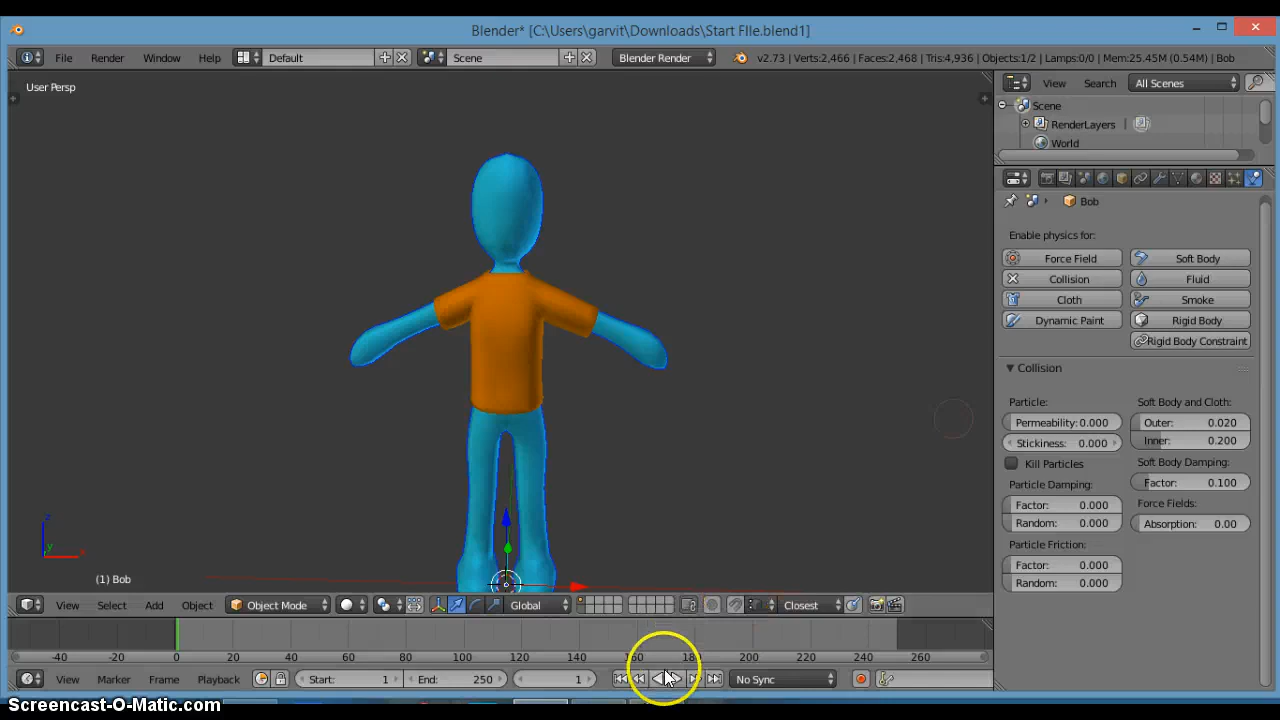 Blender* [C:\Users\garvit\Downloads\Start FIle.blend1]
File Render Window Help Default Scene Blender Render v2.73 | Verts:2,466 | Faces:2,468 | Tris:4,936 | Objects:1/2 | Lamps:0/0 | Mem:25.45M (0.54M) | Bob
User Persp
View Search All Scenes
Scene
RenderLayers
World
Bob
Enable physics for:
Force Field Soft Body
Collision Fluid
Cloth Smoke
Dynamic Paint Rigid Body
Rigid Body Constraint
Collision
Particle: Soft Body and Cloth:
Permeability: 0.000 Outer: 0.020
Stickiness: 0.000 Inner: 0.200
Kill Particles Soft Body Damping:
Particle Damping: Factor: 0.100
Factor: 0.000 Force Fields:
Random: 0.000 Absorption: 0.00
Particle Friction:
Factor: 0.000
Random: 0.000
z
y x
(1) Bob
View Select Add Object Object Mode Global Closest
-40 -20 0 20 40 60 80 100 120 140 160 180 200 220 240 260
View Marker Frame Playback Start: 1 End: 250 1 No Sync
Screencast-O-Matic.com